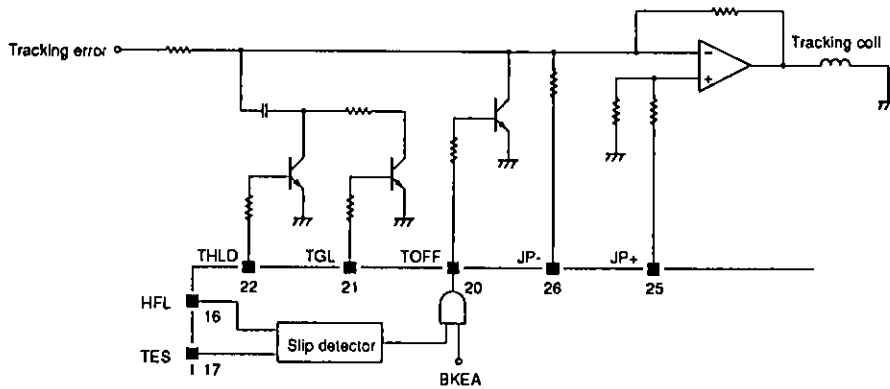 Tracking error
Tracking coil
−
+
THLD
TGL
TOFF
JP-
JP+
22
21
20
26
25
HFL
16
Slip detector
TES
17
BKEA